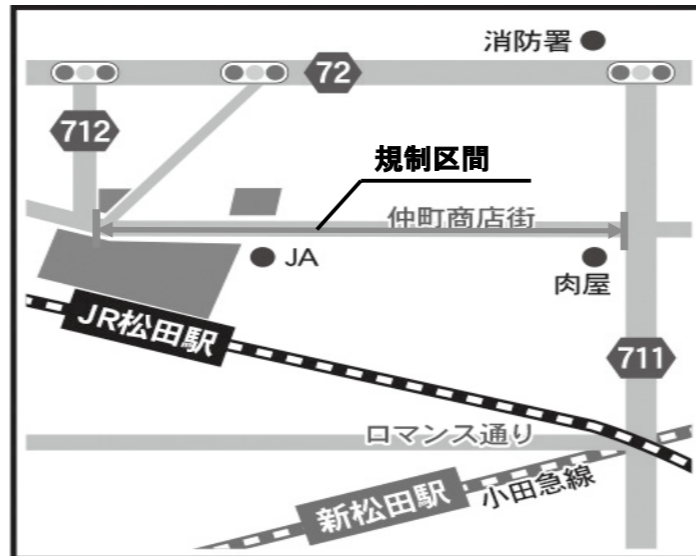 消防署
72
712
規制区間
仲町商店街
JA
肉屋
JR松田駅
711
ロマンス通り
小田急線
新松田駅